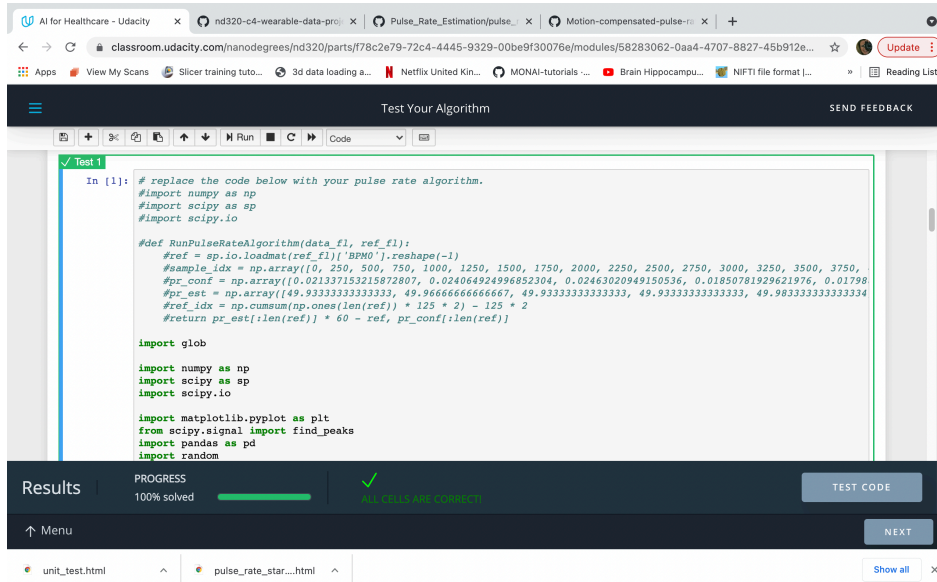 AI for Healthcare - Udacity
nd320-c4-wearable-data-proj
Pulse_Rate_Estimation/pulse_
Motion-compensated-pulse-ra
classroom.udacity.com/nanodegrees/nd320/parts/f78c2e79-72c4-4445-9329-00be9f30076e/modules/58283062-0aa4-4707-8827-45b912e...
Update
Apps
View My Scans
Slicer training tuto...
3d data loading a...
Netflix United Kin...
MONAI-tutorials -...
Brain Hippocampu...
NIFTI file format |...
»
Reading List
Test Your Algorithm
SEND FEEDBACK
Run
Code
Test 1
In [1]:
# replace the code below with your pulse rate algorithm.
#import numpy as np
#import scipy as sp
#import scipy.io
#def RunPulseRateAlgorithm(data_fl, ref_fl):
#ref = sp.io.loadmat(ref_fl)['BPM0'].reshape(-1)
#sample_idx = np.array([0, 250, 500, 750, 1000, 1250, 1500, 1750, 2000, 2250, 2500, 2750, 3000, 3250, 3500, 3750,
#pr_conf = np.array([0.021337153215872807, 0.024064924996852304, 0.02463020949150536, 0.01850781929621976, 0.01798
#pr_est = np.array([49.93333333333333, 49.96666666666667, 49.93333333333333, 49.93333333333333, 49.983333333333334
#ref_idx = np.cumsum(np.ones(len(ref)) * 125 * 2) - 125 * 2
#return pr_est[:len(ref)] * 60 - ref, pr_conf[:len(ref)]
import glob
import numpy as np
import scipy as sp
import scipy.io
import matplotlib.pyplot as plt
from scipy.signal import find_peaks
import pandas as pd
import random
Results
PROGRESS
100% solved
ALL CELLS ARE CORRECT!
TEST CODE
Menu
NEXT
unit_test.html
pulse_rate_star....html
Show all